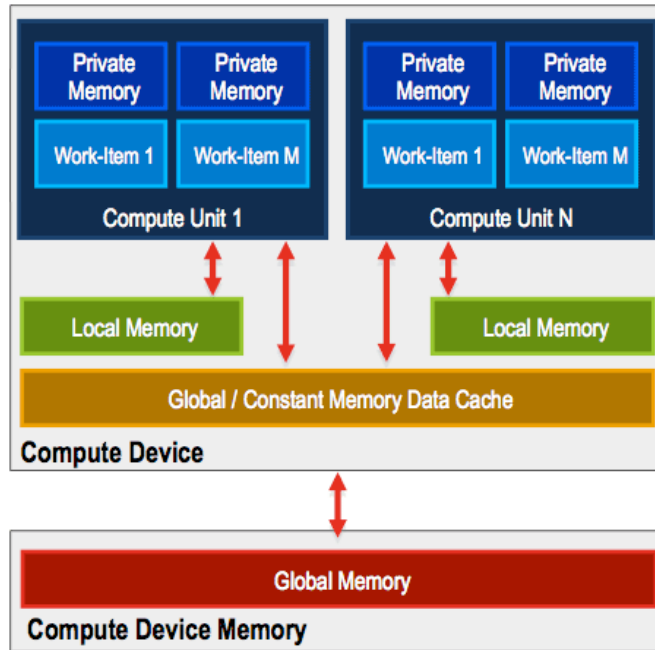 Private Memory
Private Memory
Private Memory
Private Memory
Work-Item 1
Work-Item M
Work-Item 1
Work-Item M
Compute Unit 1
Compute Unit N
Local Memory
Local Memory
Global / Constant Memory Data Cache
Compute Device
Global Memory
Compute Device Memory